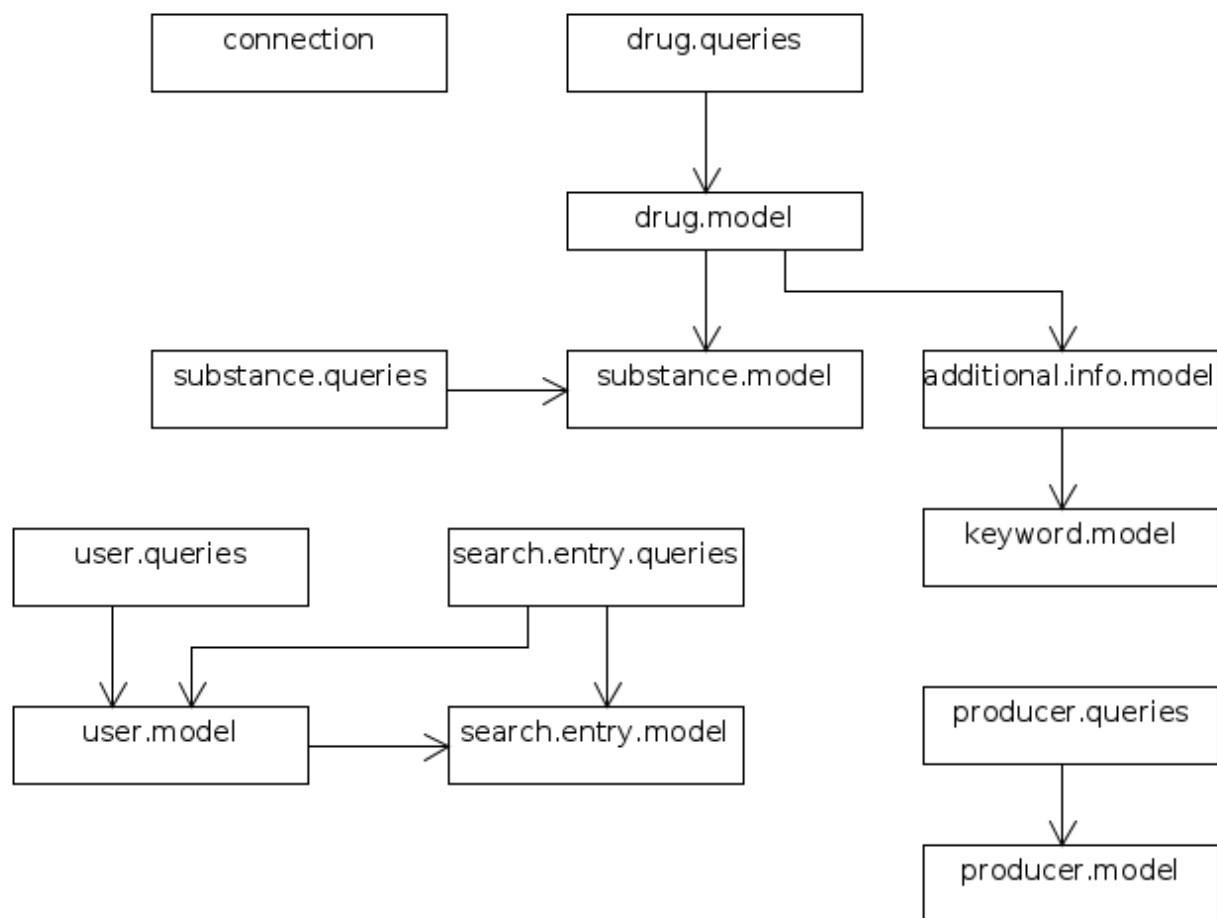 connection
drug.queries
drug.model
substance.queries
substance.model
additional.info.model
keyword.model
user.queries
search.entry.queries
user.model
search.entry.model
producer.queries
producer.model